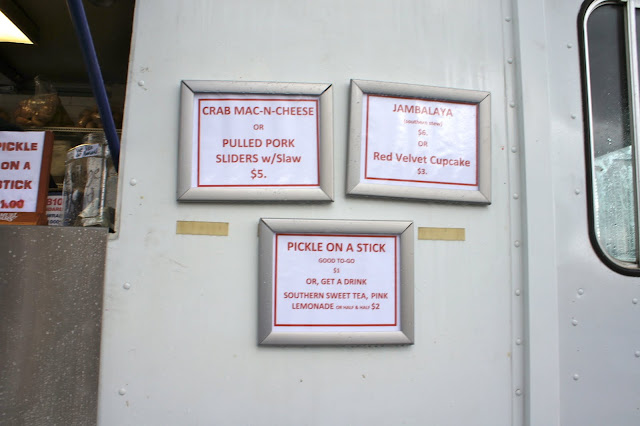 CRAB MAC-N-CHEESE
OR
PULLED PORK
SLIDERS w/Slaw
$5.
JAMBALAYA
$6.
OR
Red Velvet Cupcake
$3.
PICKLE ON A STICK
GOOD TO-GO
$1
OR, GET A DRINK
SOUTHERN SWEET TEA, PINK
LEMONADE OR HALF & HALF $2
PICKLE
ON A
STICK